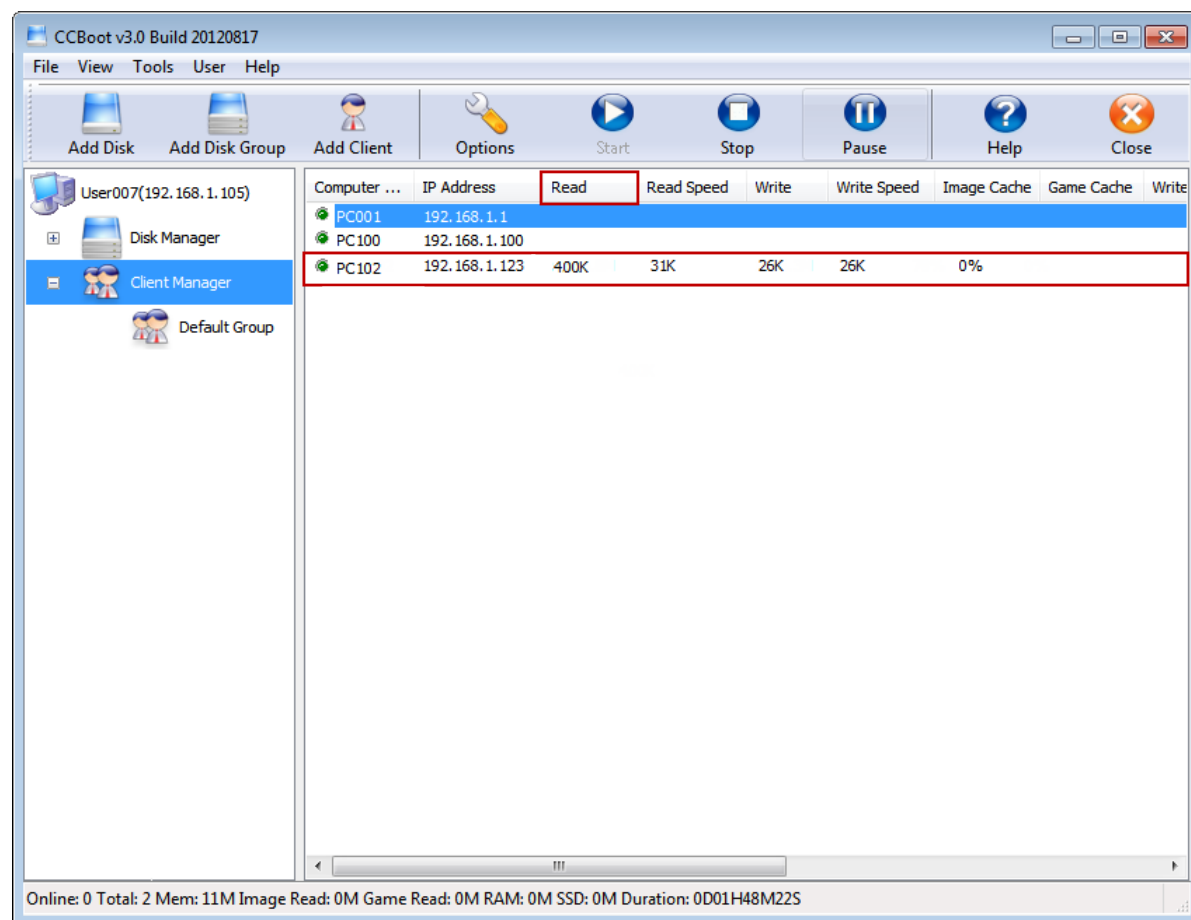 CCBoot v3.0 Build 20120817
File View Tools User Help
Add Disk Add Disk Group Add Client Options Start Stop Pause Help Close
User007(192.168.1.105)
Disk Manager
Client Manager
Default Group
Computer ... IP Address Read Read Speed Write Write Speed Image Cache Game Cache Write
PC001 192.168.1.1
PC100 192.168.1.100
PC102 192.168.1.123 400K 31K 26K 26K 0%
Online: 0 Total: 2 Mem: 11M Image Read: 0M Game Read: 0M RAM: 0M SSD: 0M Duration: 0D01H48M22S